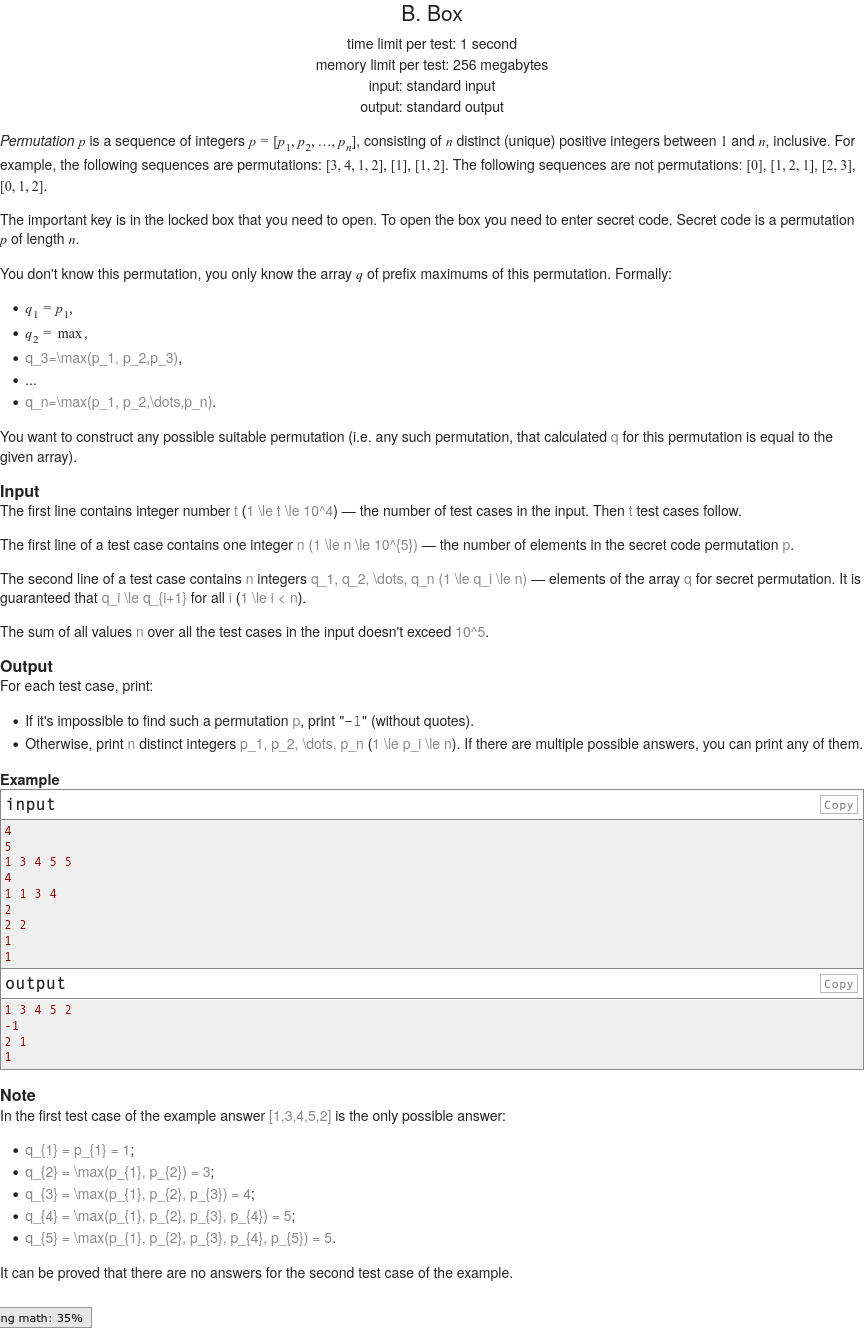 B. Box
time limit per test: 1 second
memory limit per test: 256 megabytes
input: standard input
output: standard output
Permutation p is a sequence of integers p = [p1, p2, …, pn], consisting of n distinct (unique) positive integers between 1 and n, inclusive. For
example, the following sequences are permutations: [3, 4, 1, 2], [1], [1, 2]. The following sequences are not permutations: [0], [1, 2, 1], [2, 3],
[0, 1, 2].
The important key is in the locked box that you need to open. To open the box you need to enter secret code. Secret code is a permutation
p of length n.
You don't know this permutation, you only know the array q of prefix maximums of this permutation. Formally:
• q1 = p1,
• q2 = max,
• q_3=\max(p_1, p_2,p_3),
• ...
• q_n=\max(p_1, p_2,\dots,p_n).
You want to construct any possible suitable permutation (i.e. any such permutation, that calculated q for this permutation is equal to the
given array).
Input
The first line contains integer number t (1 \le t \le 10^4) — the number of test cases in the input. Then t test cases follow.
The first line of a test case contains one integer n (1 \le n \le 10^{5}) — the number of elements in the secret code permutation p.
The second line of a test case contains n integers q_1, q_2, \dots, q_n (1 \le q_i \le n) — elements of the array q for secret permutation. It is
guaranteed that q_i \le q_{i+1} for all i (1 \le i < n).
The sum of all values n over all the test cases in the input doesn't exceed 10^5.
Output
For each test case, print:
• If it's impossible to find such a permutation p, print "-1" (without quotes).
• Otherwise, print n distinct integers p_1, p_2, \dots, p_n (1 \le p_i \le n). If there are multiple possible answers, you can print any of them.
Example
input Copy
4
5
1 3 4 5 5
4
1 1 3 4
2
2 2
1
1
output Copy
1 3 4 5 2
-1
2 1
1
Note
In the first test case of the example answer [1,3,4,5,2] is the only possible answer:
• q_{1} = p_{1} = 1;
• q_{2} = \max(p_{1}, p_{2}) = 3;
• q_{3} = \max(p_{1}, p_{2}, p_{3}) = 4;
• q_{4} = \max(p_{1}, p_{2}, p_{3}, p_{4}) = 5;
• q_{5} = \max(p_{1}, p_{2}, p_{3}, p_{4}, p_{5}) = 5.
It can be proved that there are no answers for the second test case of the example.
ng math: 35%